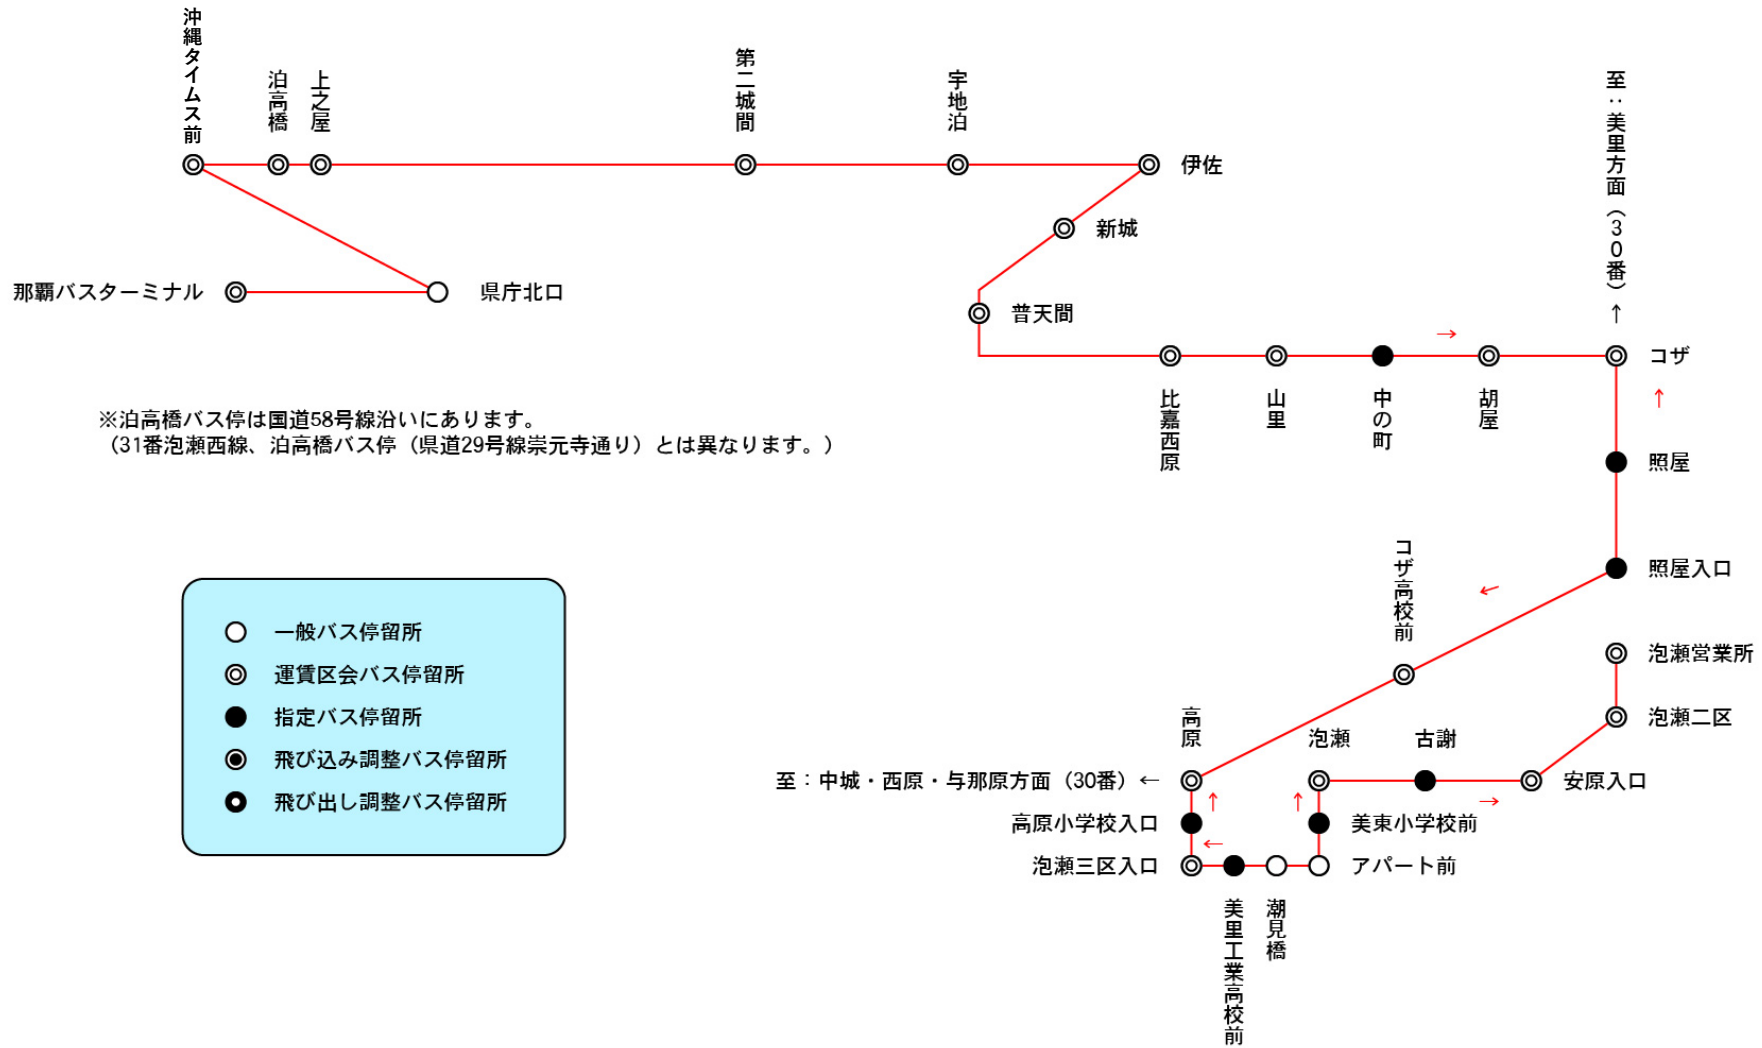 沖縄タイムス前
泊高橋
上之屋
第二城間
宇地泊
伊佐
新城
普天間
那覇バスターミナル
県庁北口
至：美里方面（30番）↑
比嘉西原
山里
中の町
→
胡屋
コザ
↑
照屋
照屋入口
※泊高橋バス停は国道58号線沿いにあります。
（31番泡瀬西線、泊高橋バス停（県道29号線崇元寺通り）とは異なります。）
コザ高校前
←
泡瀬営業所
泡瀬二区
高原
泡瀬
古謝
安原入口
→
至：中城・西原・与那原方面（30番）←
↑
↑
高原小学校入口
美東小学校前
←
泡瀬三区入口
アパート前
美里工業高校前
潮見橋
一般バス停留所
運賃区会バス停留所
指定バス停留所
飛び込み調整バス停留所
飛び出し調整バス停留所